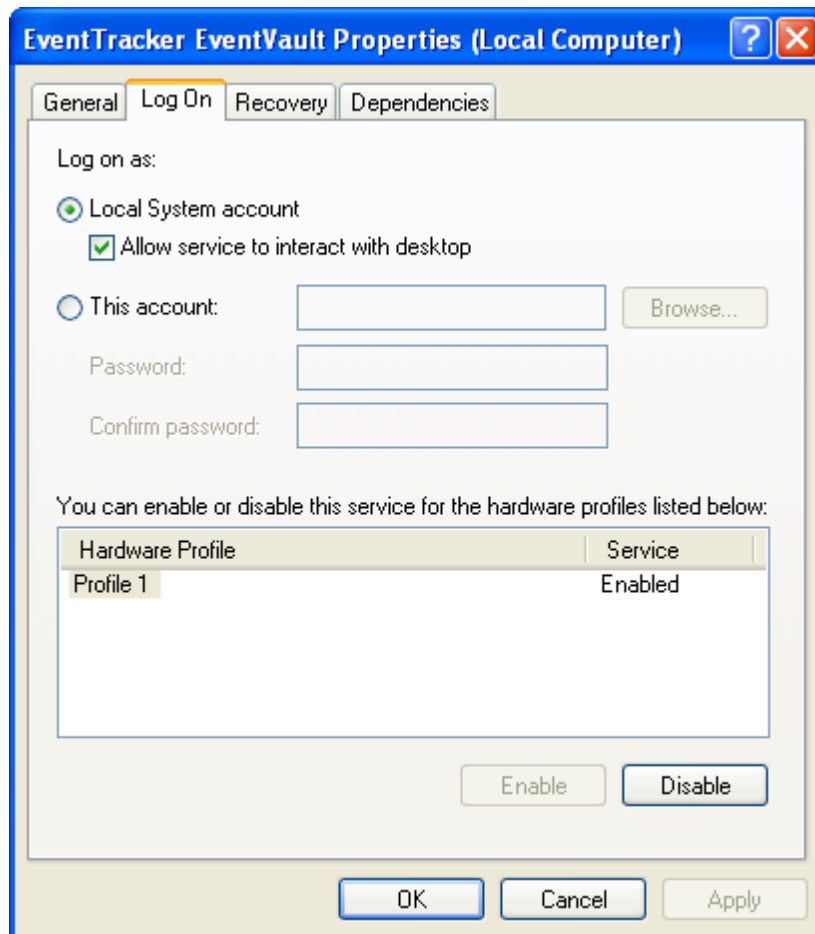 EventTracker EventVault Properties (Local Computer) ?
General Log On Recovery Dependencies
Log on as:
Local System account
Allow service to interact with desktop
This account: Browse...
Password:
Confirm password:
You can enable or disable this service for the hardware profiles listed below:
Hardware Profile Service
Profile 1 Enabled
Enable Disable
OK Cancel Apply